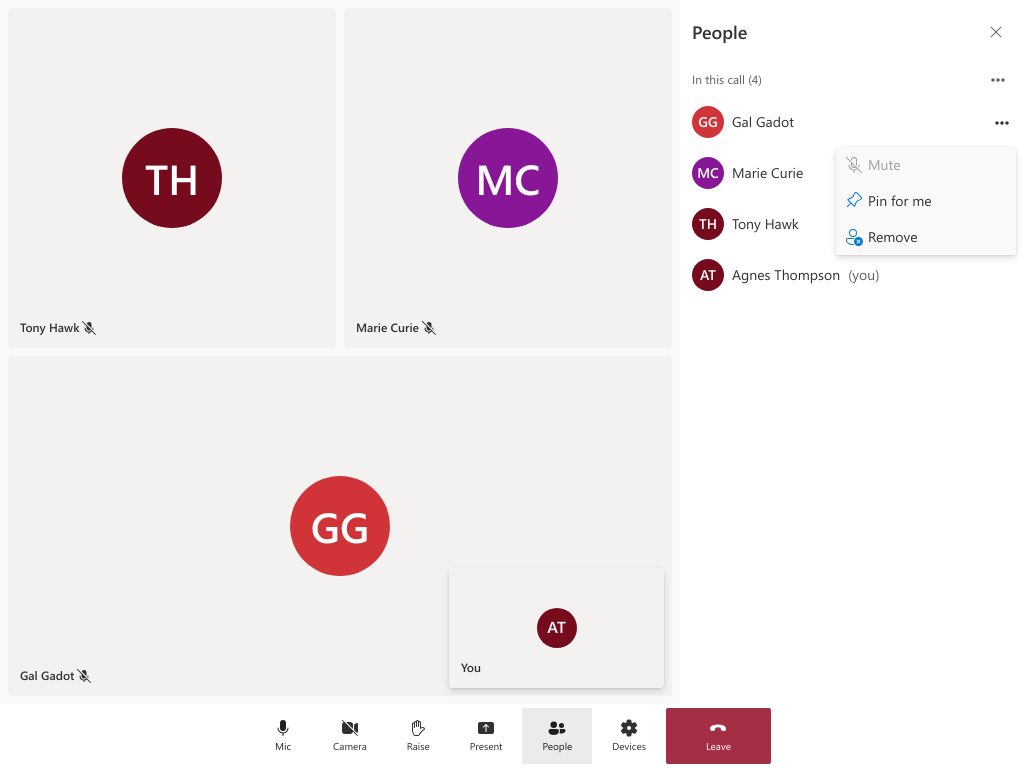 TH
Tony Hawk
MC
Marie Curie
GG
Gal Gadot
AT
You
People
In this call (4)
GG Gal Gadot
MC Marie Curie
TH Tony Hawk
AT Agnes Thompson (you)
Mute
Pin for me
Remove
Mic
Camera
Raise
Present
People
Devices
Leave